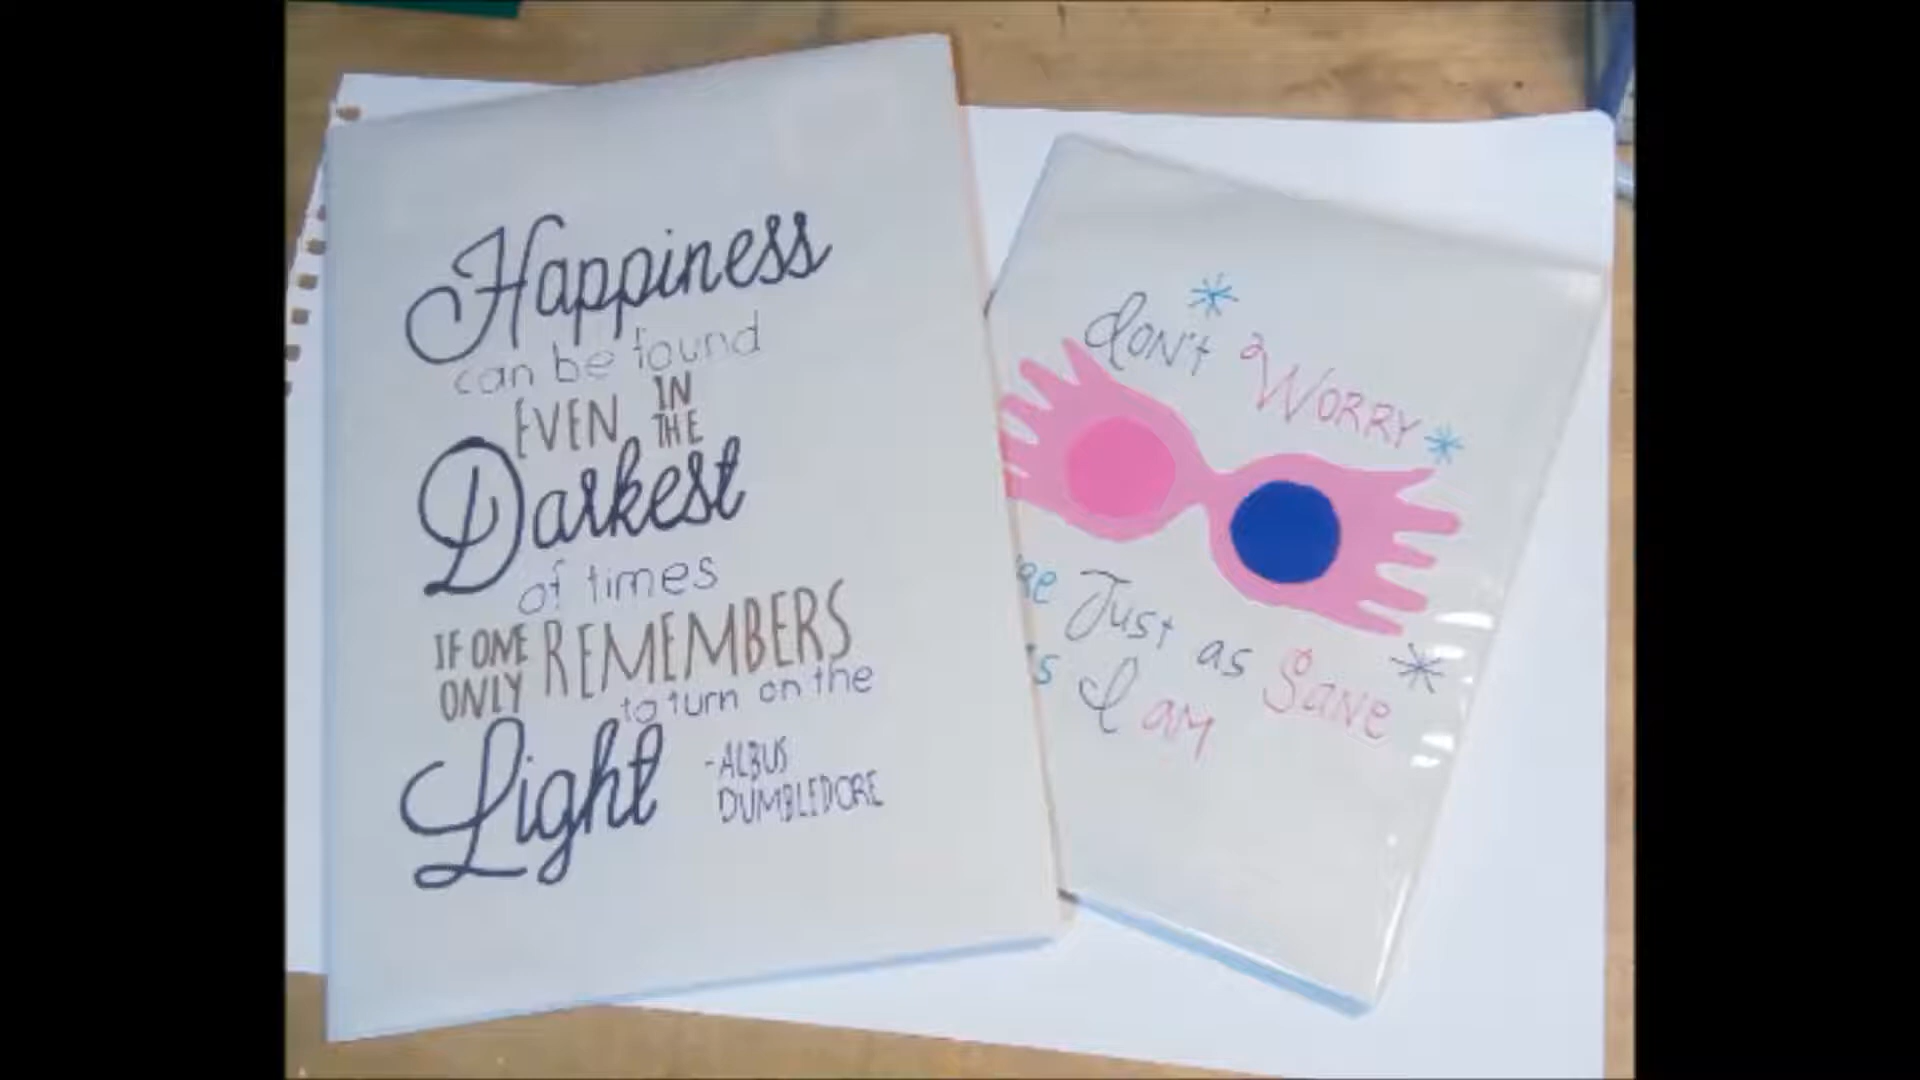 Happiness
can be found
EVEN IN THE
Darkest
of times
IF ONE ONLY REMEMBERS
to turn on the
Light
-ALBUS
DUMBLEDORE
don't Worry
Just as Sane
I am